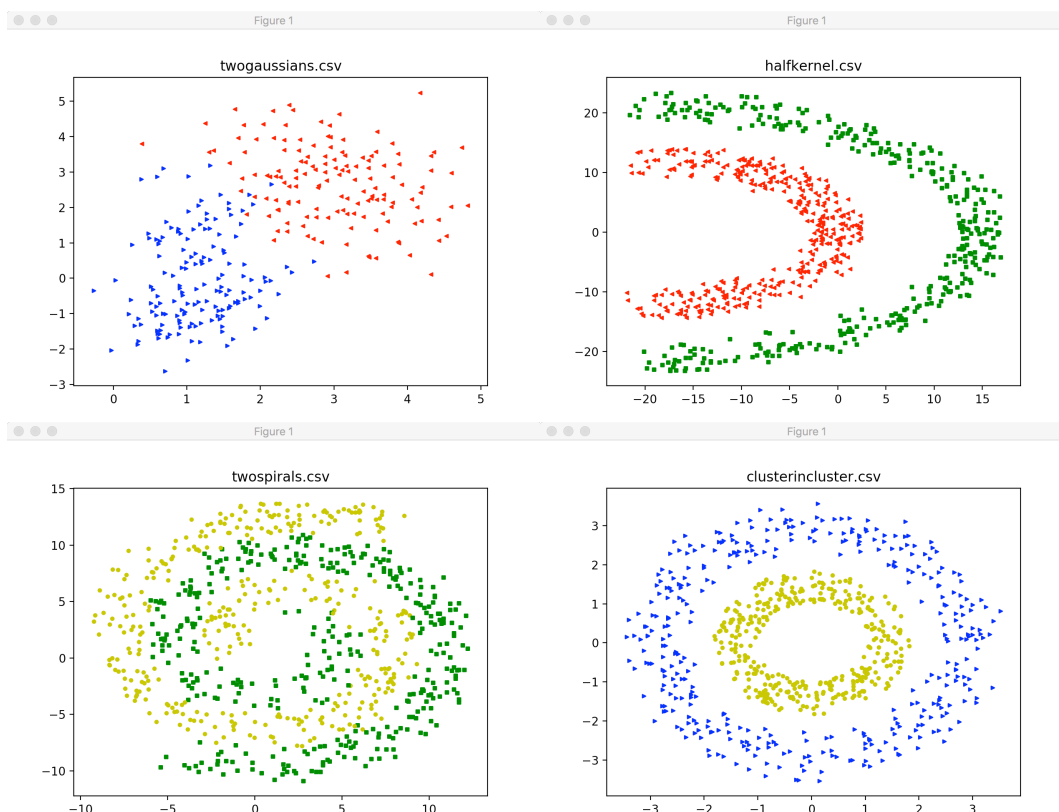 Figure 1
twogaussians.csv
5
4
3
2
1
0
−1
−2
−3
0 1 2 3 4 5
Figure 1
halfkernel.csv
20
10
0
−10
−20
−20 −15 −10 −5 0 5 10 15
Figure 1
twospirals.csv
15
10
5
0
−5
−10
−10 −5 0 5 10
Figure 1
clusterincluster.csv
3
2
1
0
−1
−2
−3
−3 −2 −1 0 1 2 3